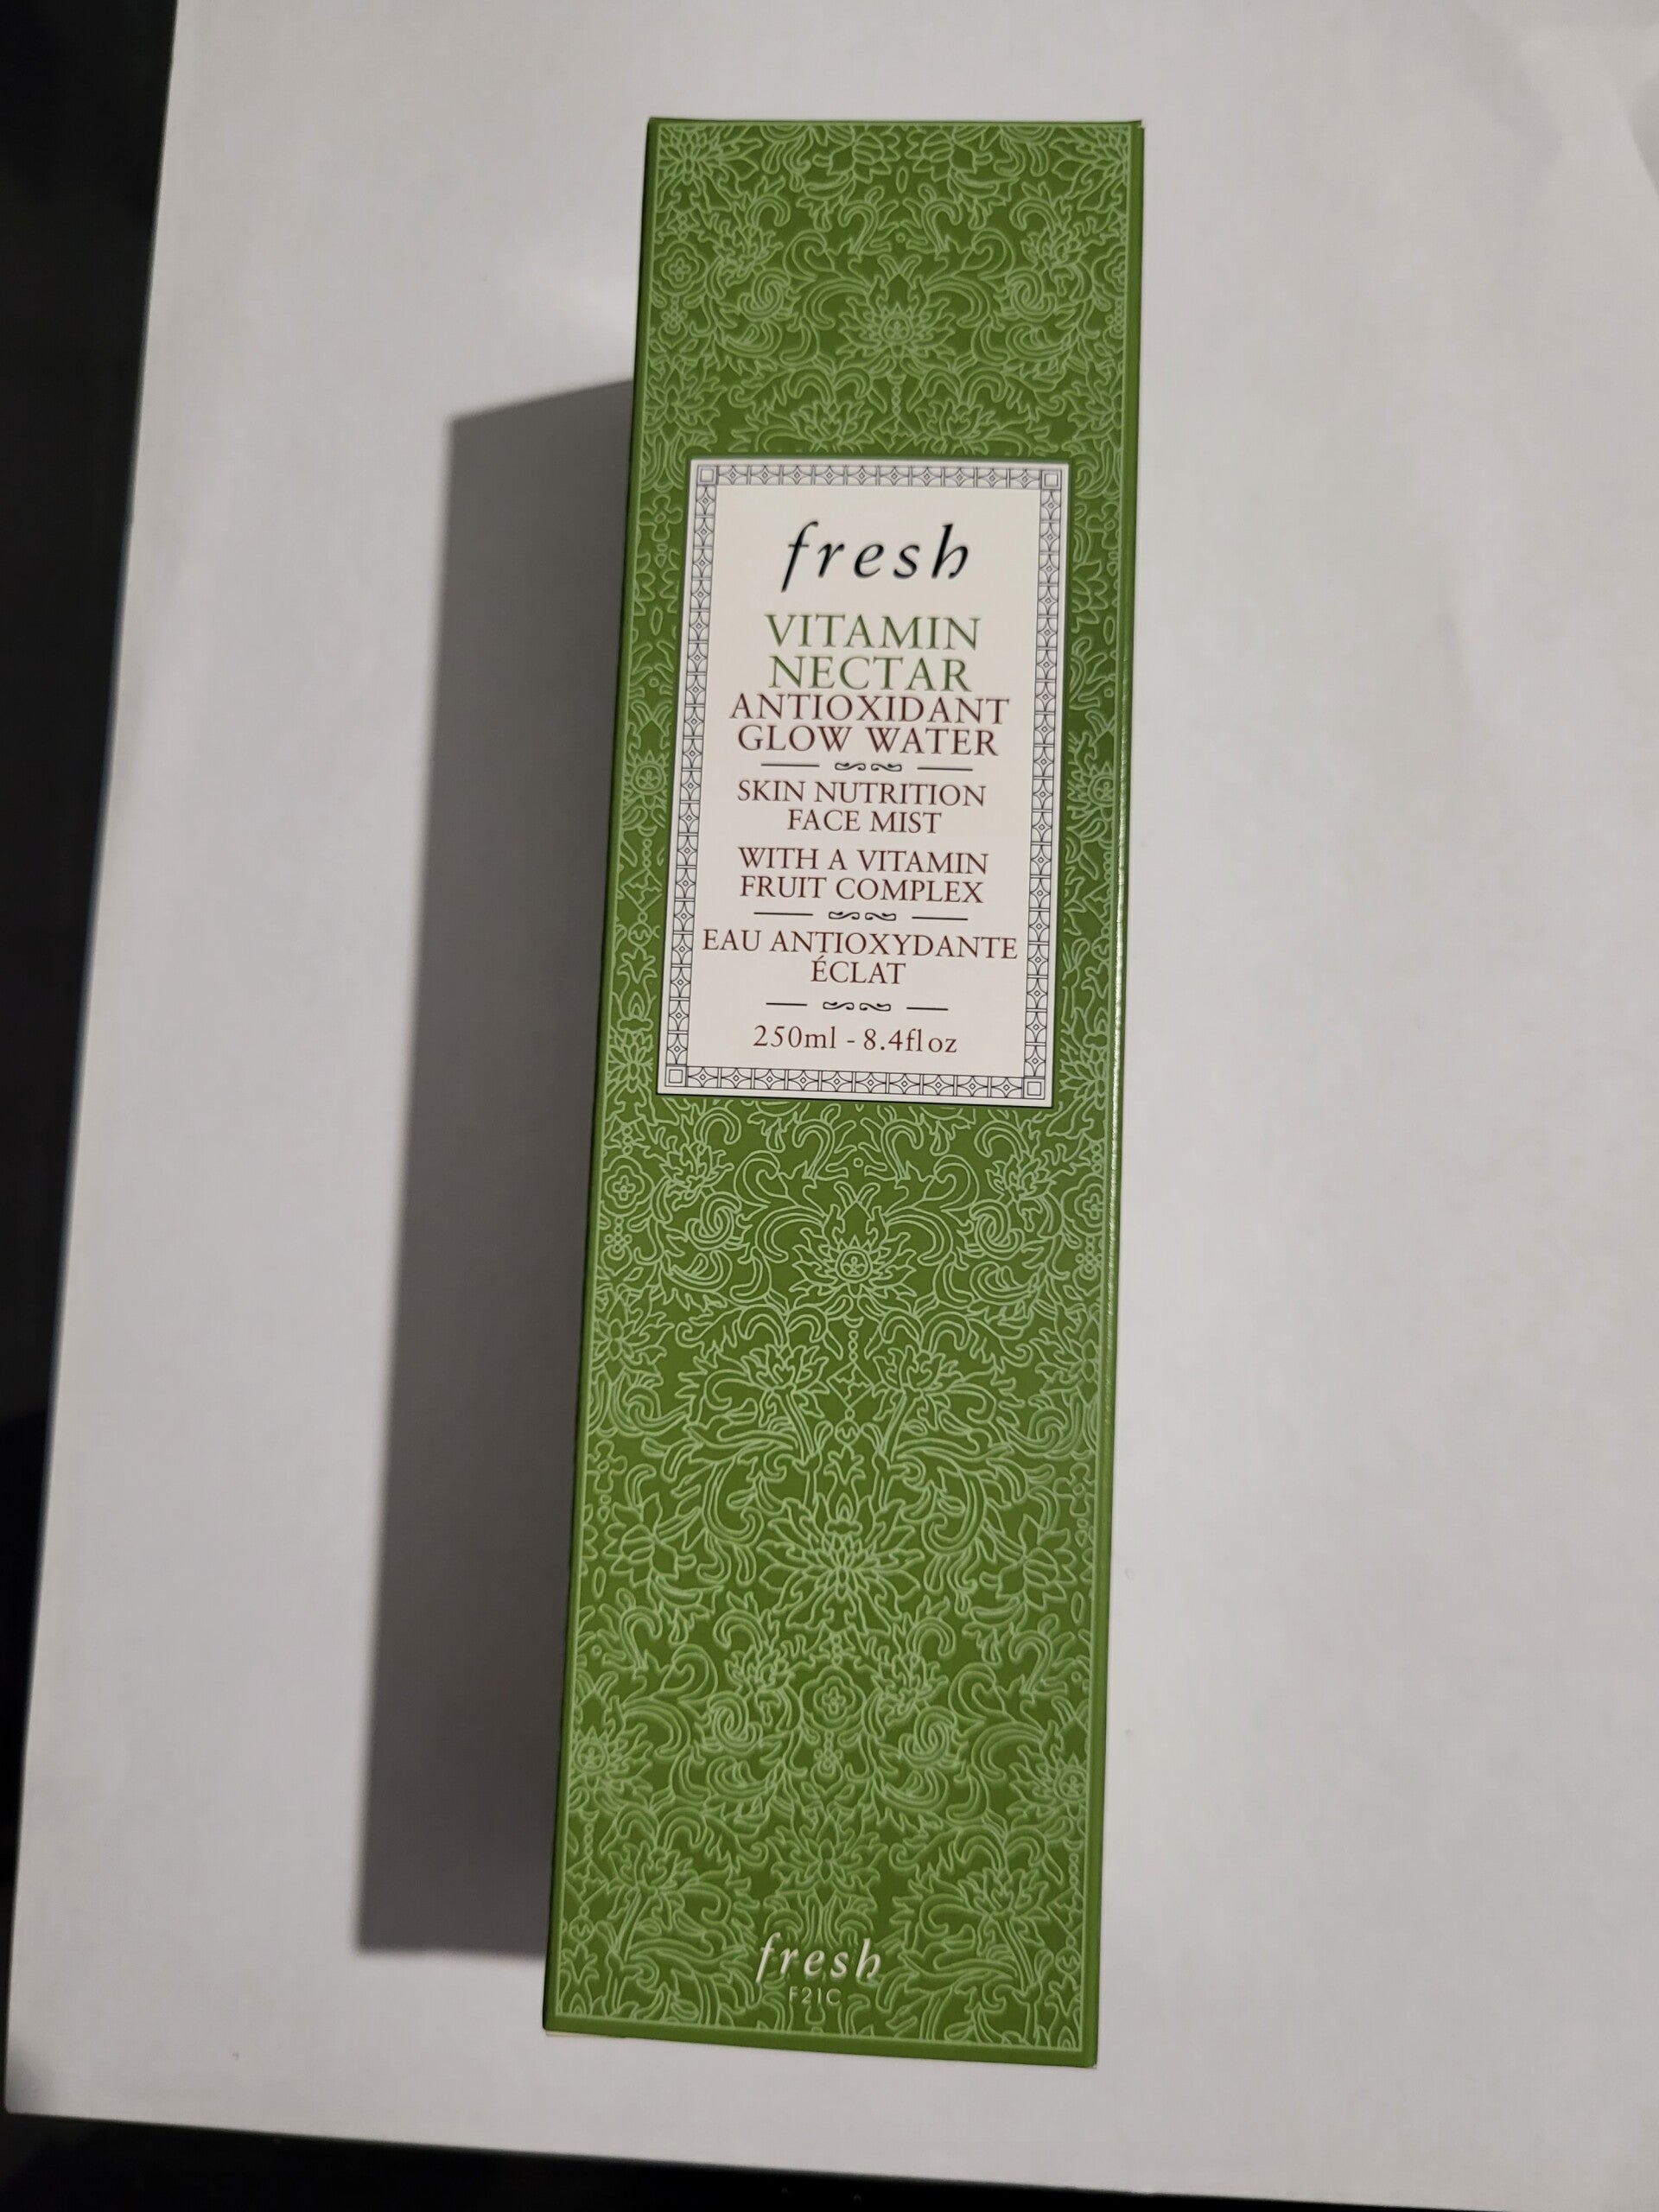 fresh
VITAMIN
NECTAR
ANTIOXIDANT
GLOW WATER
SKIN NUTRITION
FACE MIST
WITH A VITAMIN
FRUIT COMPLEX
EAU ANTIOXYDANTE
ÉCLAT
250ml - 8.4fl oz
fresh
F21C